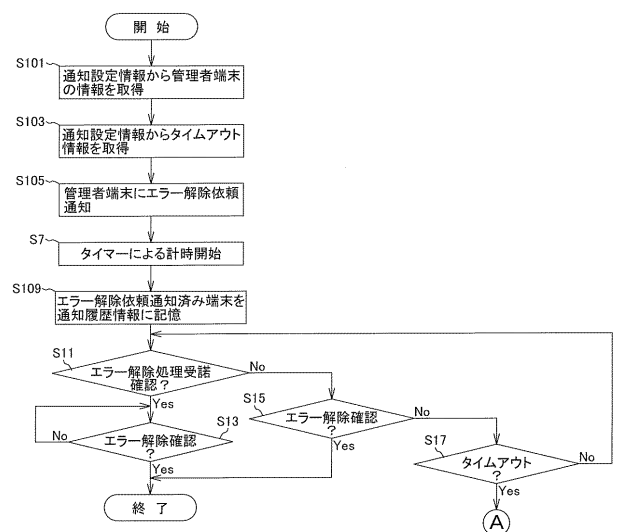 開 始
S101
通知設定情報から管理者端末
の情報を取得
S103
通知設定情報からタイムアウト
情報を取得
S105
管理者端末にエラー解除依頼
通知
S7
タイマーによる計時開始
S109
エラー解除依頼通知済み端末を
通知履歴情報に記憶
S11
エラー解除処理受諾
確認?
No
Yes
S15
エラー解除確認
?
No
Yes
S13
エラー解除確認
?
No
Yes
S17
タイムアウト
?
No
Yes
終 了
A